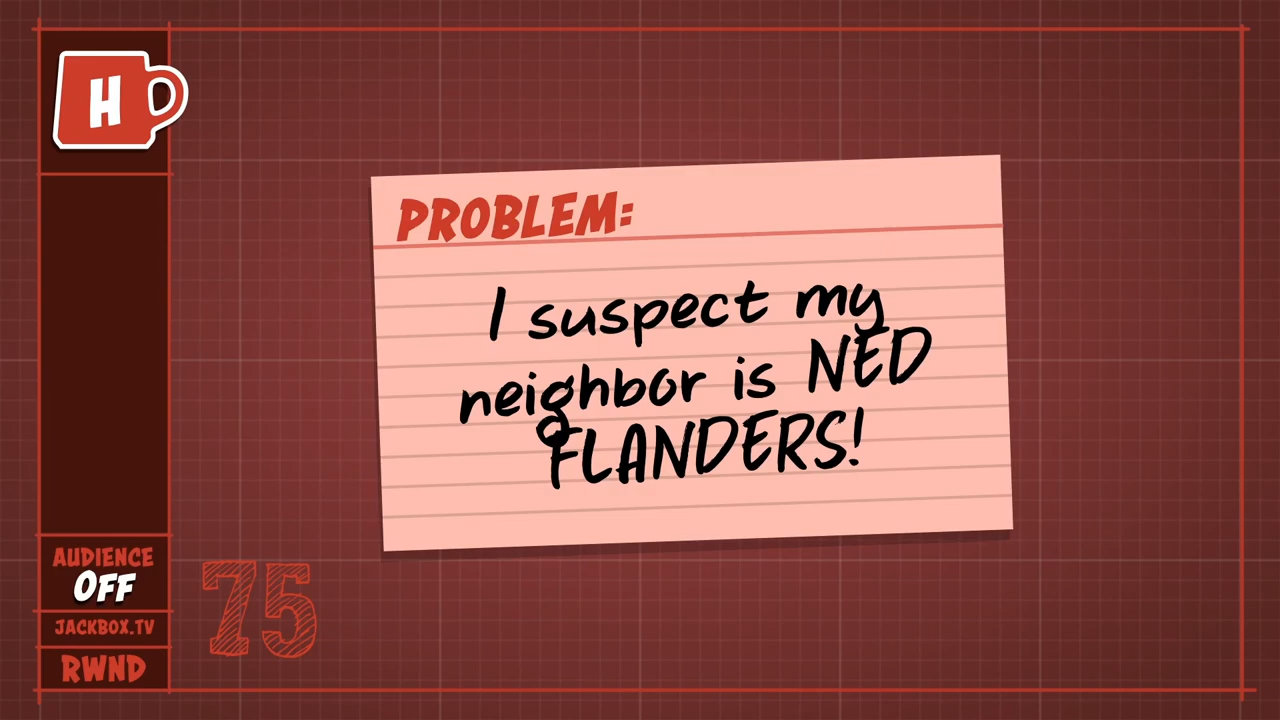 H
PROBLEM:
I suspect my
neighbor is NED
FLANDERS!
AUDIENCE
OFF
JACKBOX.TV
RWND
75